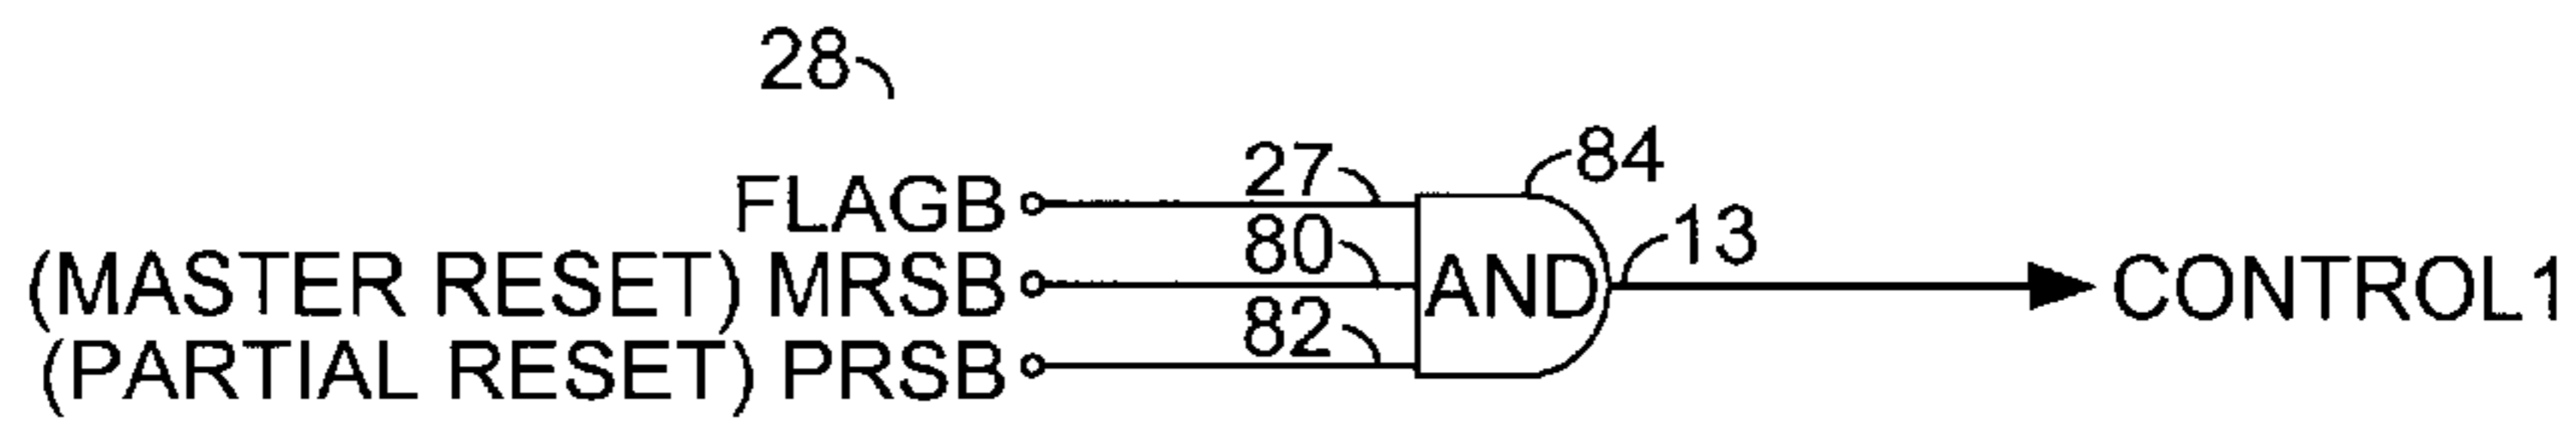 28
27
84
FLAGB
80
13
(MASTER RESET) MRSB
AND
CONTROL1
82
(PARTIAL RESET) PRSB